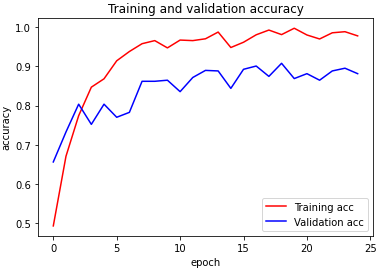 Training and validation accuracy
accuracy
1.0
0.9
0.8
0.7
0.6
0.5
0 5 10 15 20 25
epoch
Training acc
Validation acc